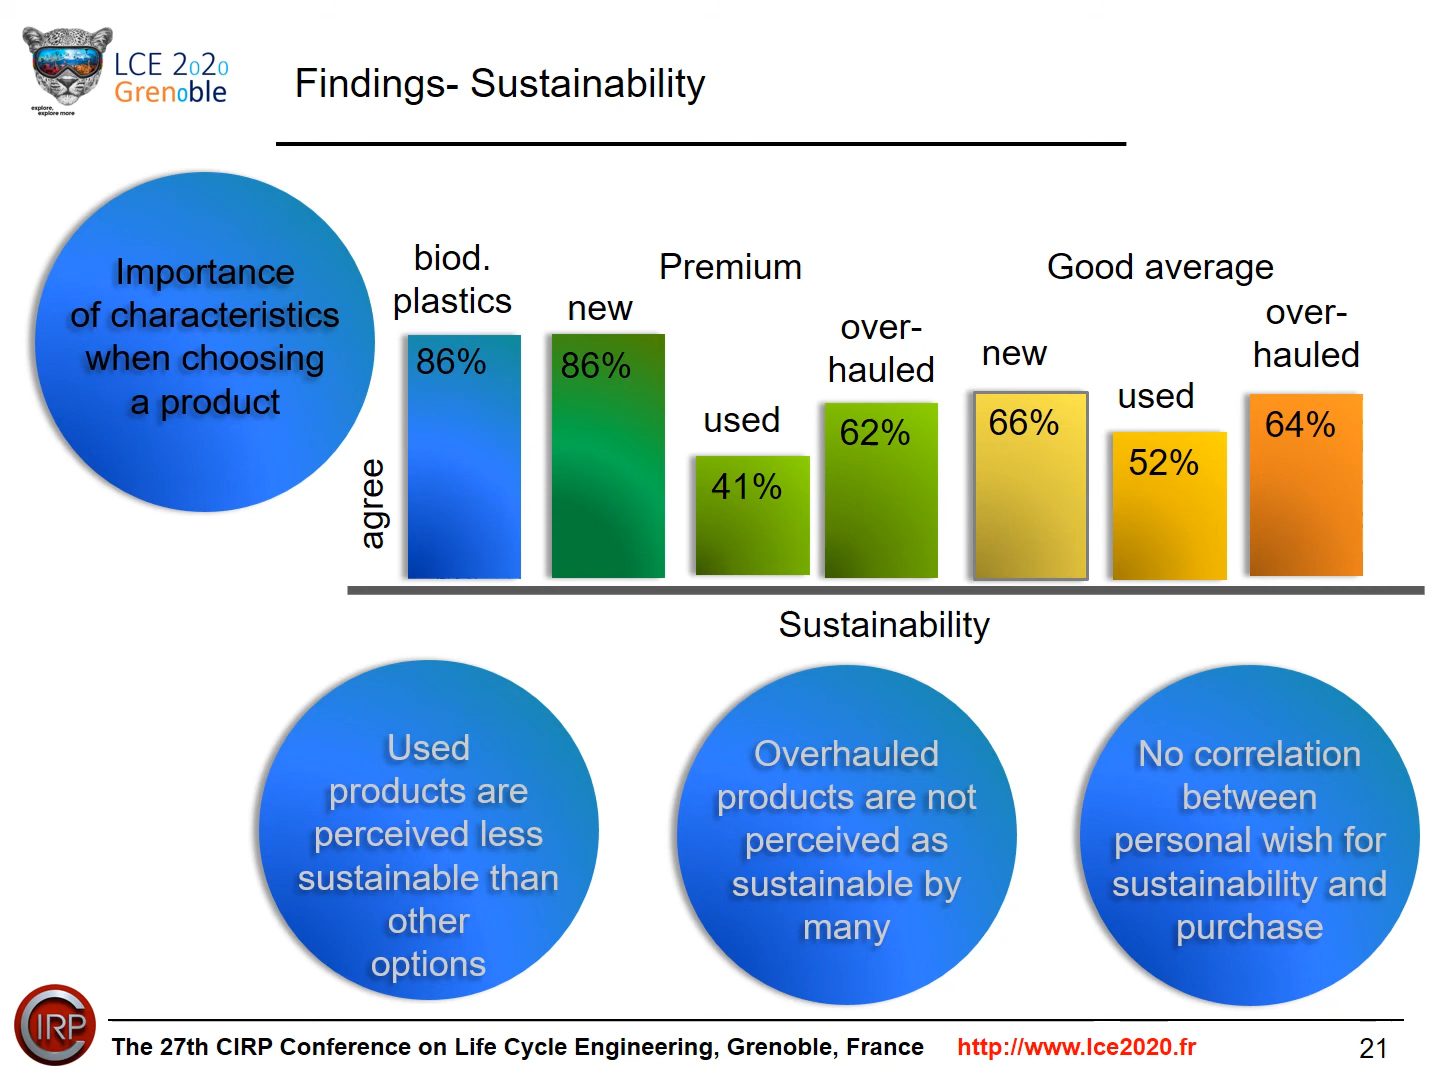 LCE 2020
Grenoble
explore,
explore more
Findings- Sustainability
Importance
of characteristics
when choosing
a product
agree
biod.
plastics
86%
new
86%
Premium
used
41%
over-
hauled
62%
Good average
new
66%
used
52%
over-
hauled
64%
Sustainability
Used
products are
perceived less
sustainable than
other
options
Overhauled
products are not
perceived as
sustainable by
many
No correlation
between
personal wish for
sustainability and
purchase
CIRP
The 27th CIRP Conference on Life Cycle Engineering, Grenoble, France http://www.lce2020.fr
21